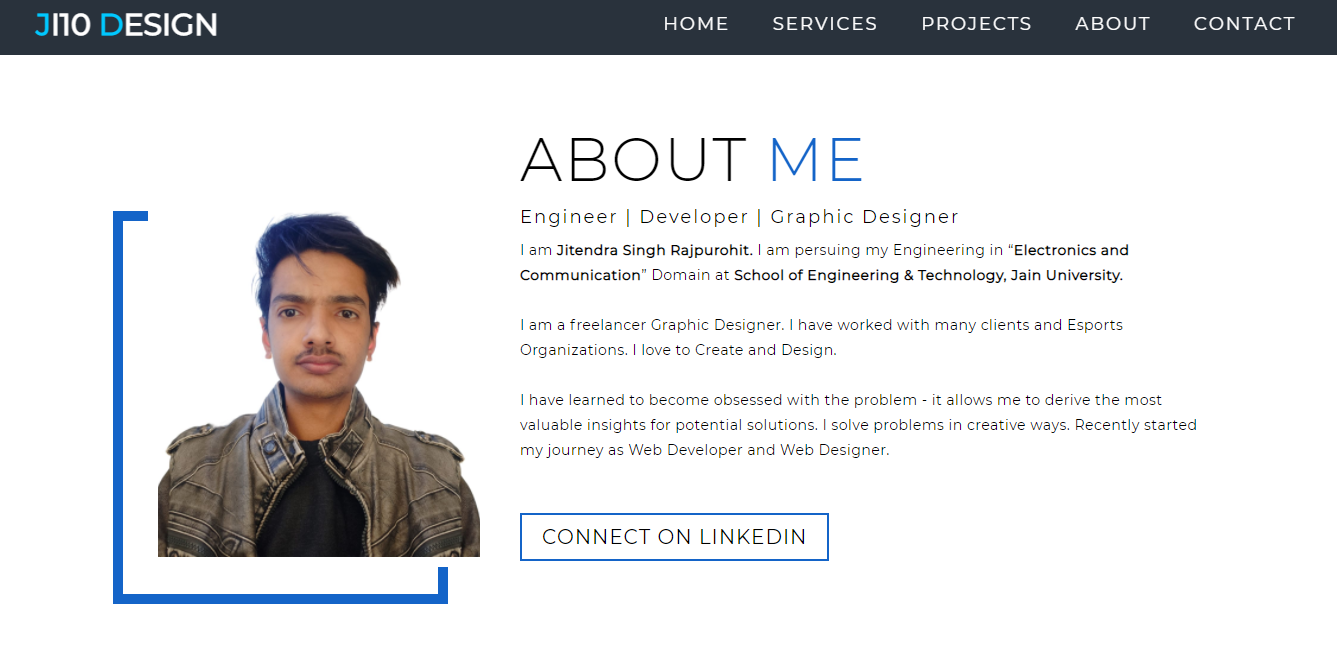 JI10 DESIGN
HOME SERVICES PROJECTS ABOUT CONTACT
ABOUT ME
Engineer | Developer | Graphic Designer
I am Jitendra Singh Rajpurohit. I am persuing my Engineering in “Electronics and
Communication” Domain at School of Engineering & Technology, Jain University.
I am a freelancer Graphic Designer. I have worked with many clients and Esports
Organizations. I love to Create and Design.
I have learned to become obsessed with the problem - it allows me to derive the most
valuable insights for potential solutions. I solve problems in creative ways. Recently started
my journey as Web Developer and Web Designer.
CONNECT ON LINKEDIN